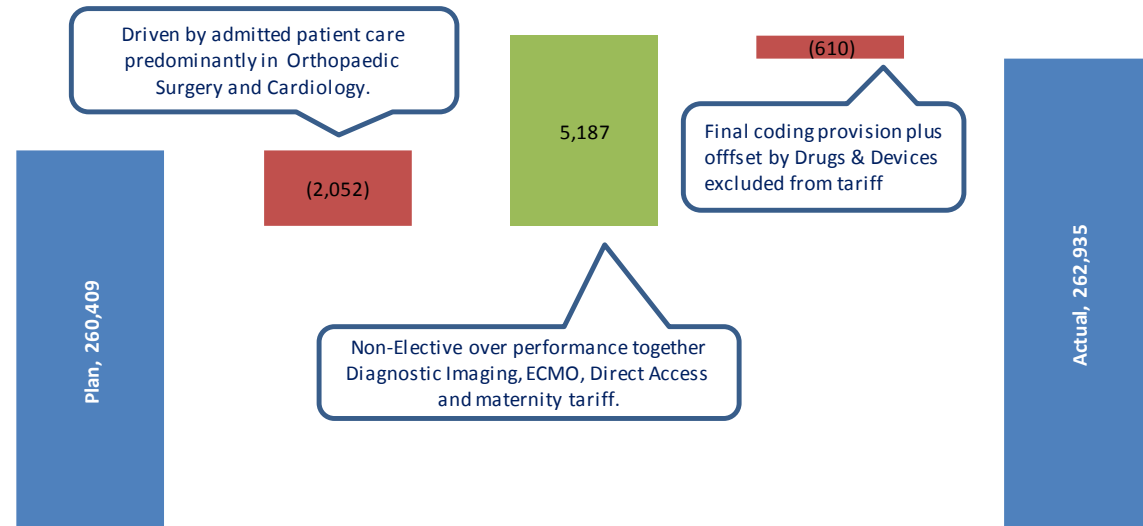 Driven by admitted patient care
predominantly in Orthopaedic
Surgery and Cardiology.
(610)
5,187
Final coding provision plus
offfset by Drugs & Devices
excluded from tariff
(2,052)
Plan, 260,409
Actual, 262,935
Non-Elective over performance together
Diagnostic Imaging, ECMO, Direct Access
and maternity tariff.